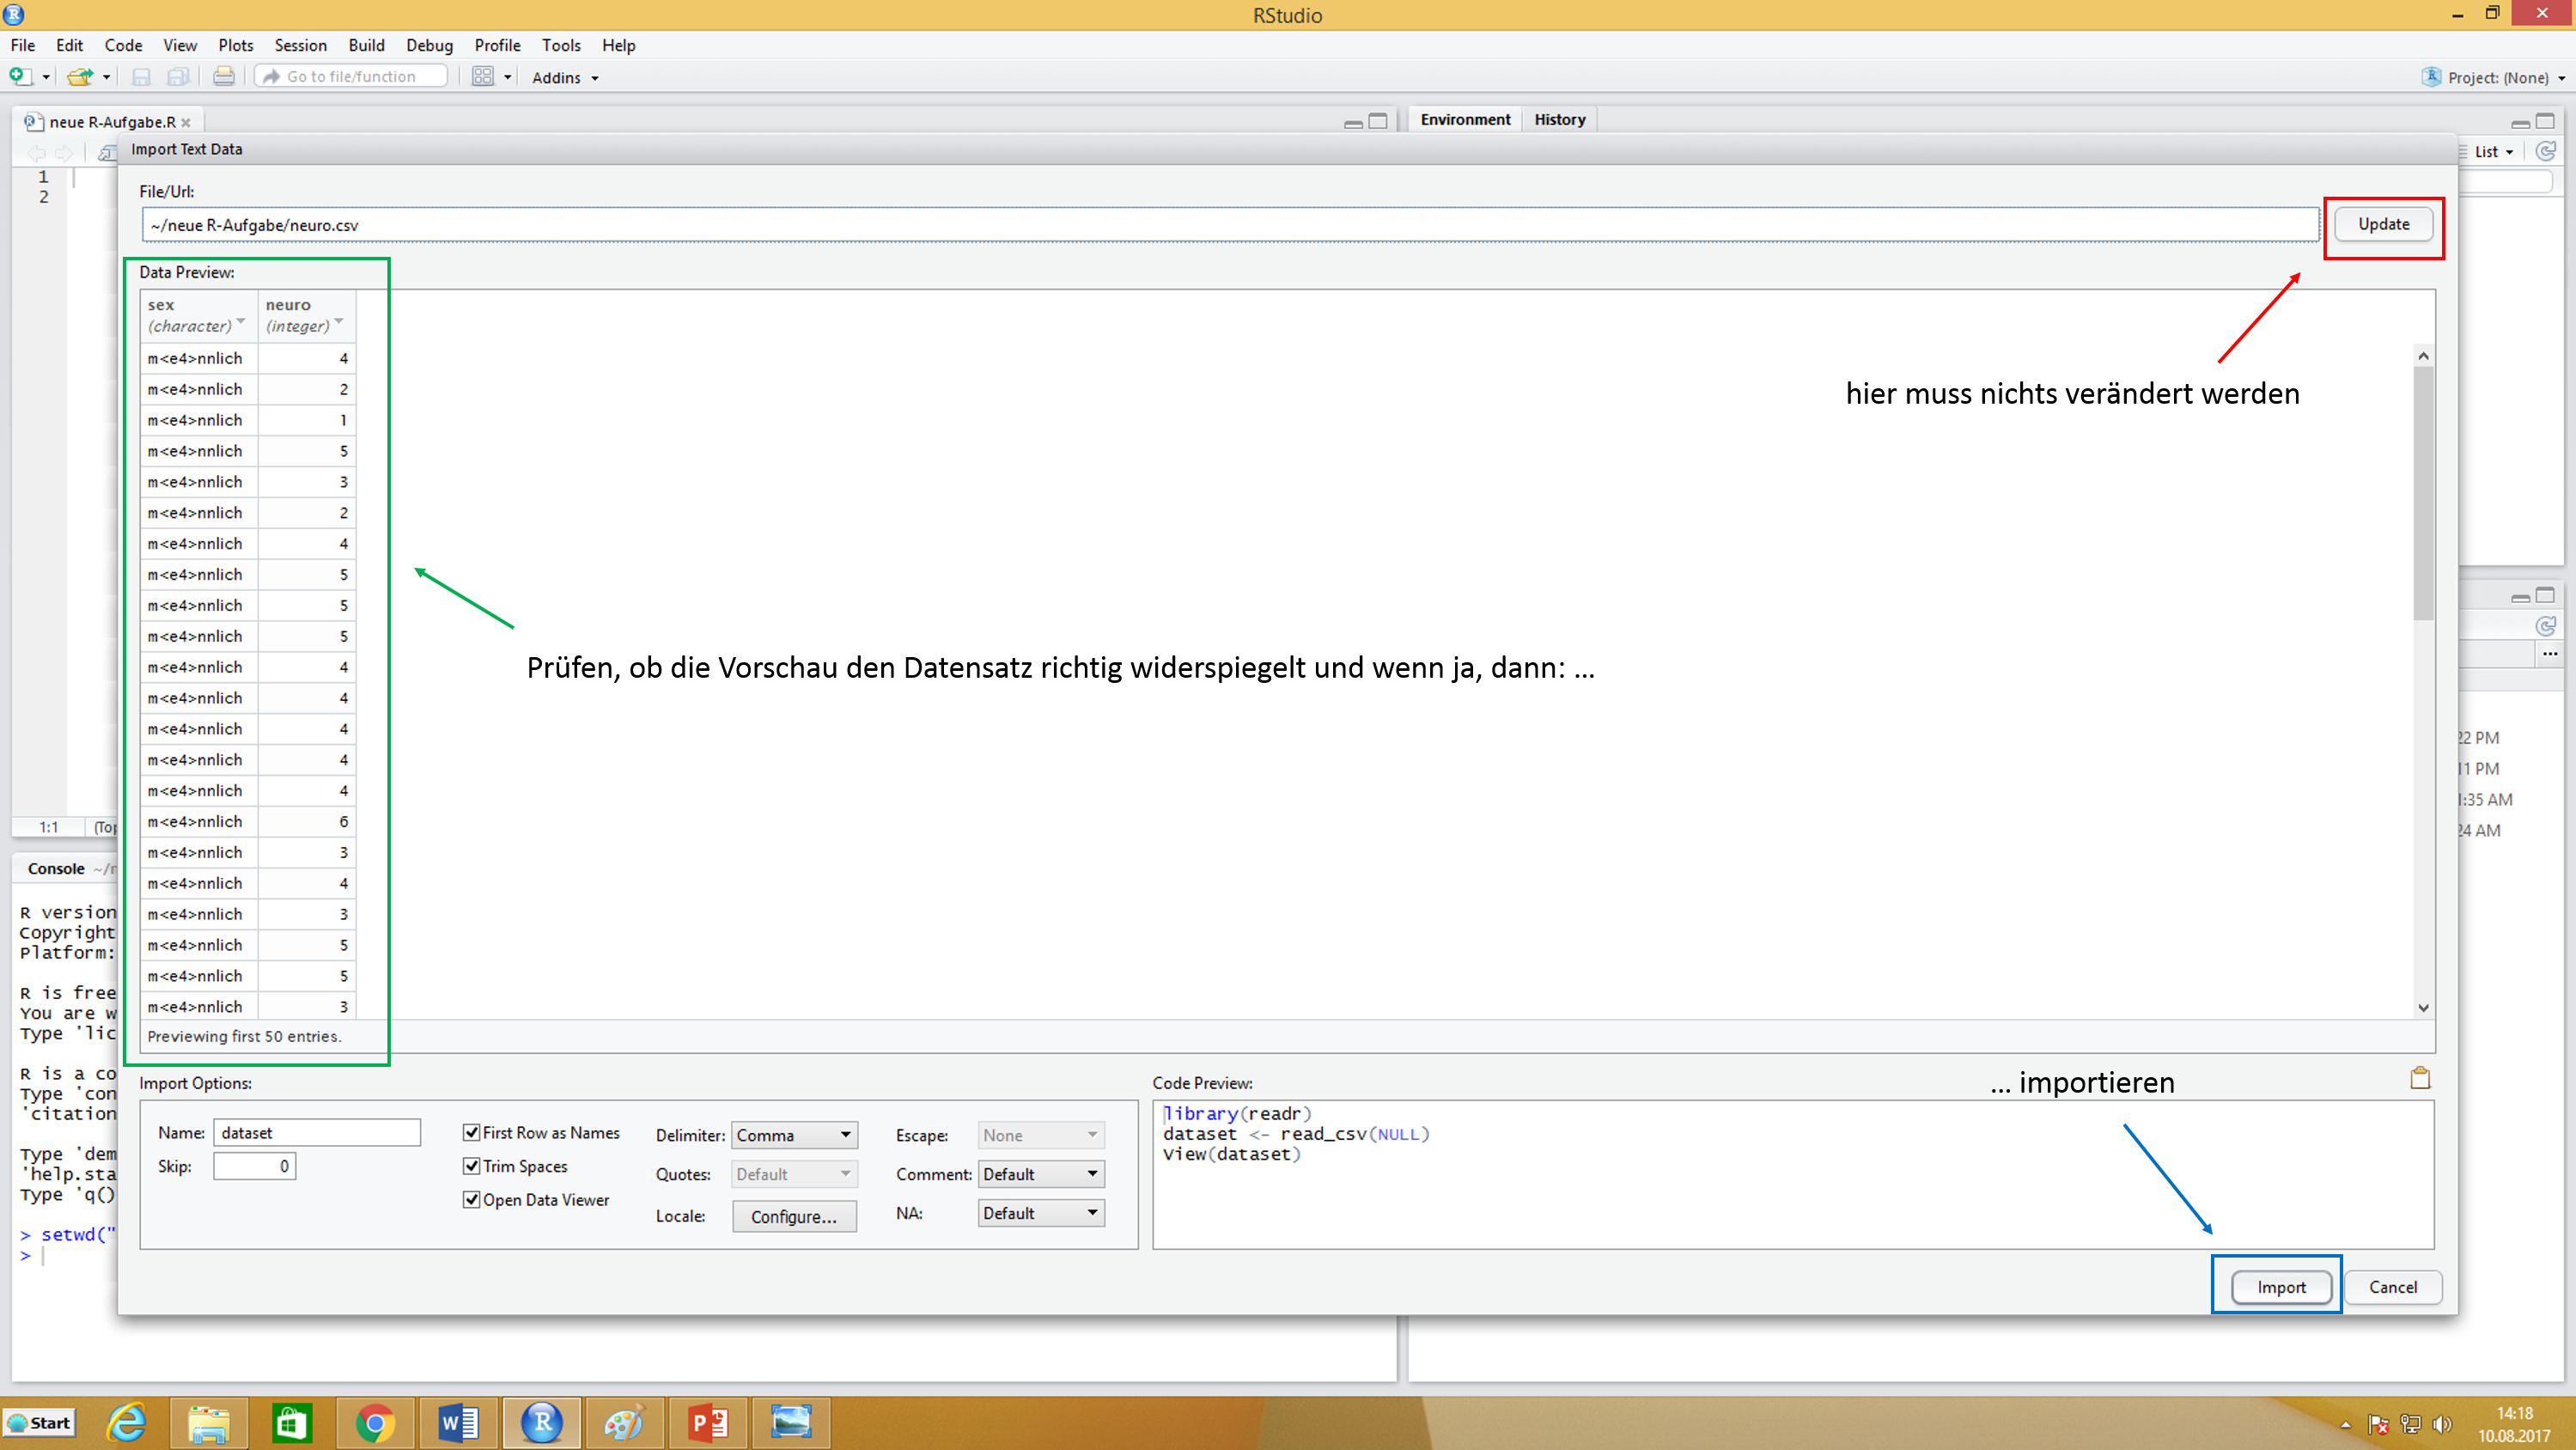 RStudio
File Edit Code View Plots Session Build Debug Profile Tools Help
Go to file/function Addins Project: (None)
neue R-Aufgabe.R Environment History
Import Text Data
List
1
2
File/Url:
~/neue R-Aufgabe/neuro.csv
Update
Data Preview:
sex neuro
(character) (integer)
m<e4>nnlich 4
m<e4>nnlich 2
m<e4>nnlich 1
m<e4>nnlich 5
m<e4>nnlich 3
m<e4>nnlich 2
m<e4>nnlich 4
m<e4>nnlich 5
m<e4>nnlich 5
m<e4>nnlich 5
m<e4>nnlich 4
m<e4>nnlich 4
m<e4>nnlich 4
m<e4>nnlich 4
m<e4>nnlich 4
m<e4>nnlich 6
m<e4>nnlich 3
m<e4>nnlich 4
m<e4>nnlich 3
m<e4>nnlich 5
m<e4>nnlich 5
m<e4>nnlich 3
Previewing first 50 entries.
hier muss nichts verändert werden
Prüfen, ob die Vorschau den Datensatz richtig widerspiegelt und wenn ja, dann: ...
22 PM
11 PM
:35 AM
24 AM
1:1 (Top
Console ~/n
R version
Copyright
Platform:
R is free
You are w
Type 'lic
R is a co
Type 'con
'citation
Type 'dem
'help.sta
Type 'q()
> setwd("
>
Import Options:
Name: dataset
Skip: 0
First Row as Names
Trim Spaces
Open Data Viewer
Delimiter: Comma
Quotes: Default
Locale: Configure...
Escape: None
Comment: Default
NA: Default
Code Preview:
... importieren
library(readr)
dataset <- read_csv(NULL)
View(dataset)
Import Cancel
Start
14:18
10.08.2017